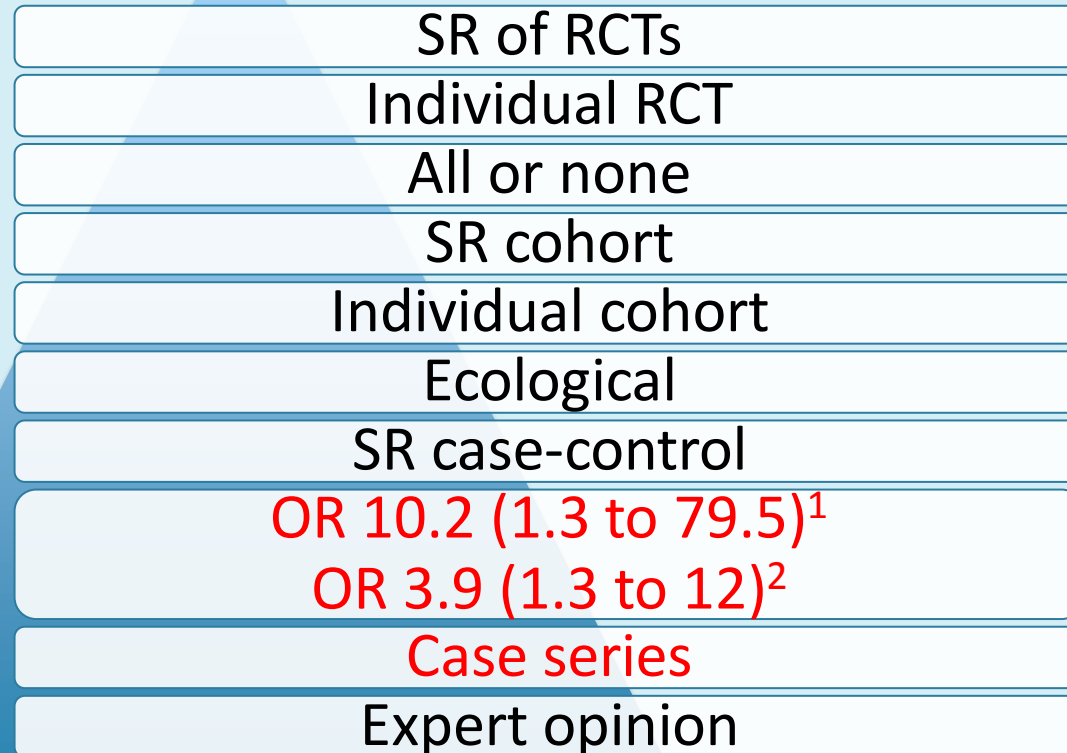 SR of RCTs
Individual RCT
All or none
SR cohort
Individual cohort
Ecological
SR case-control
OR 10.2 (1.3 to 79.5)¹
OR 3.9 (1.3 to 12)²
Case series
Expert opinion